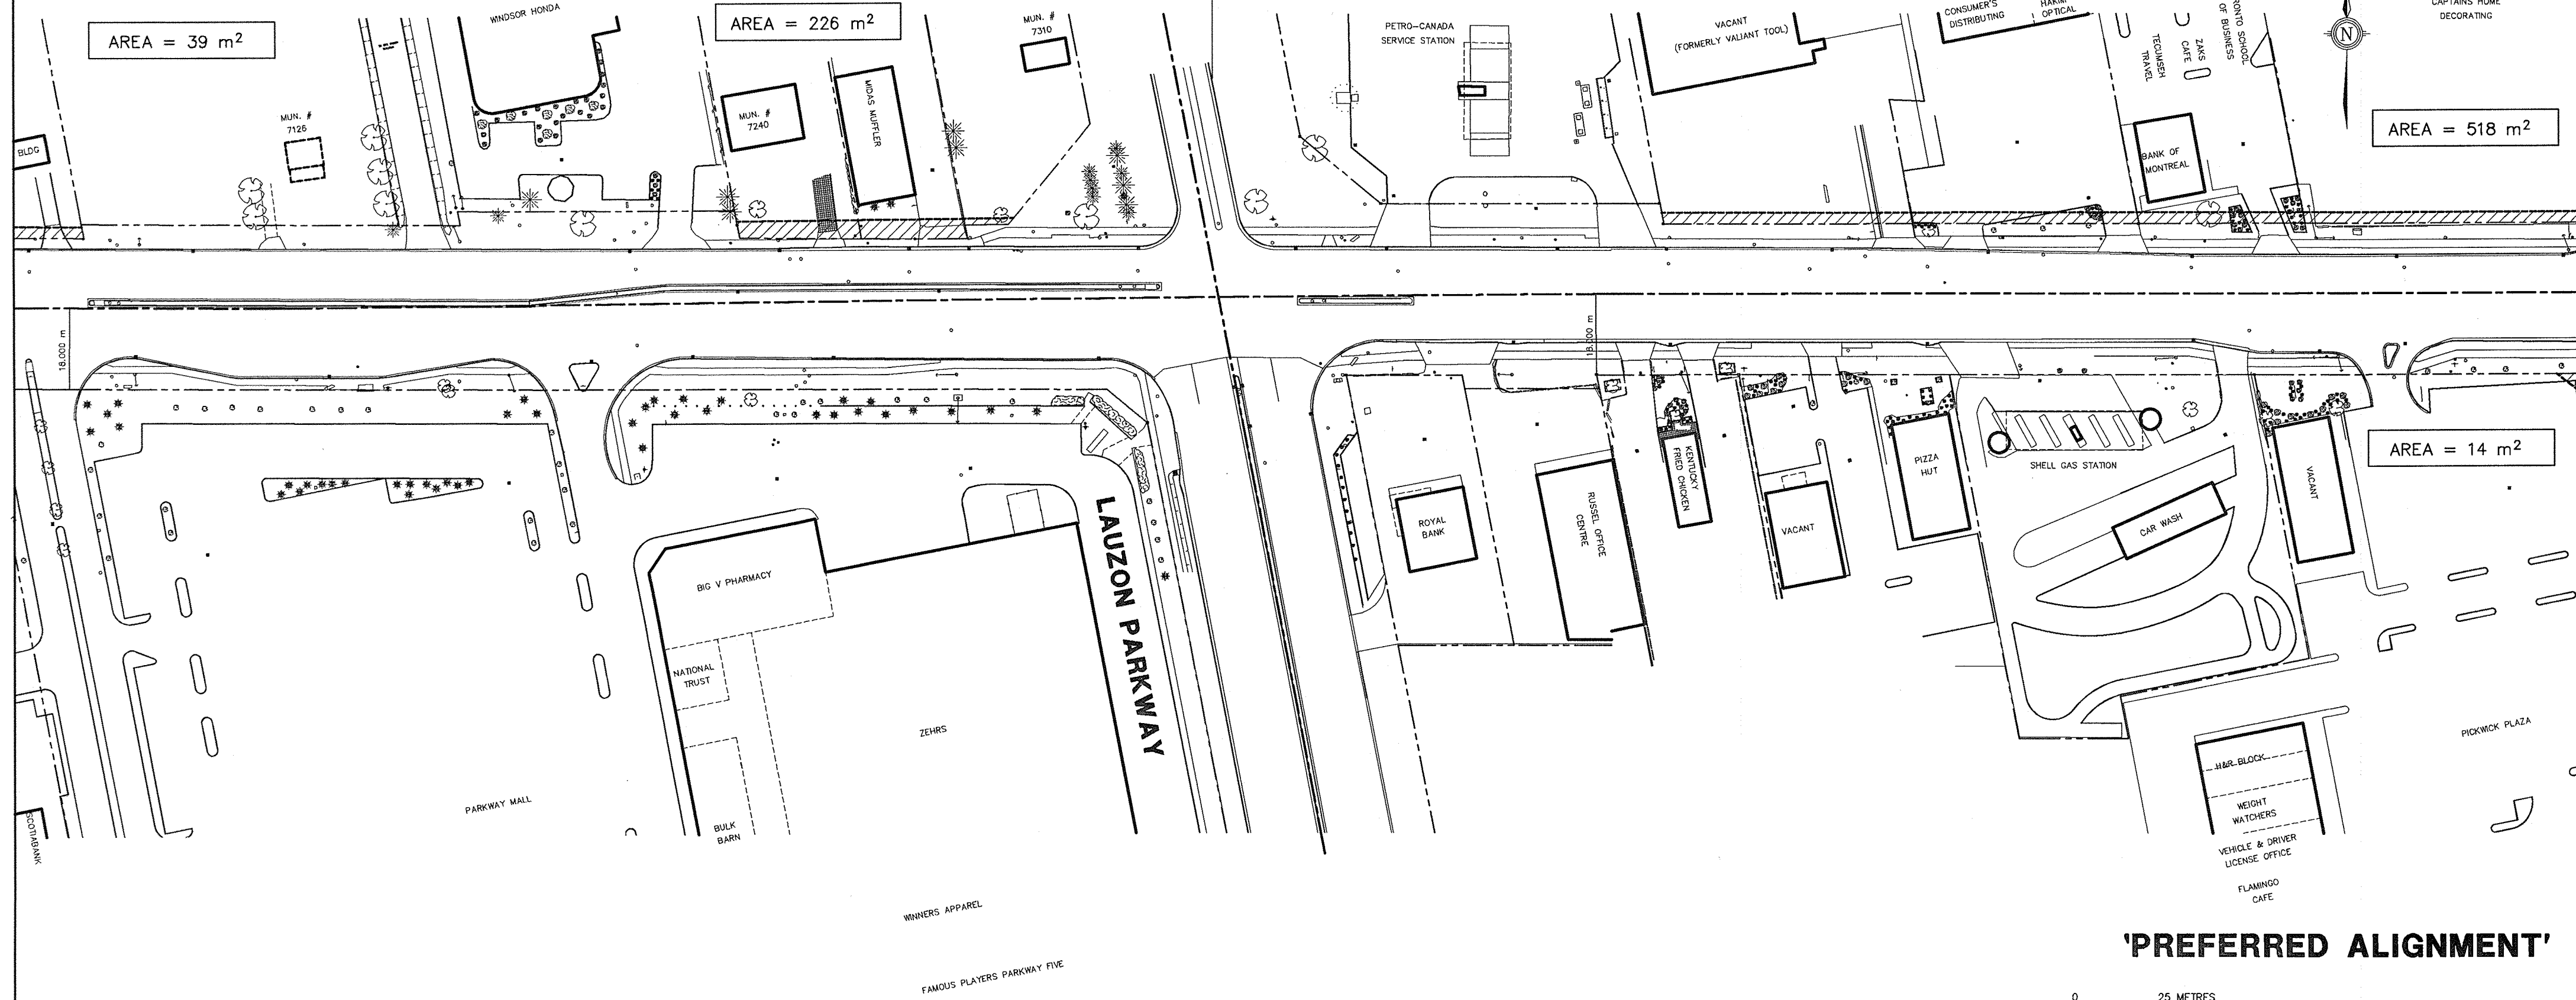 WINDSOR HONDA
AREA = 39 m²
AREA = 226 m²
MUN. #
7310
PETRO-CANADA
SERVICE STATION
VACANT
(FORMERLY VALIANT TOOL)
CONSUMER'S
DISTRIBUTING
HAKIM
OPTICAL
TECUMSEH
TRAVEL
ZAKS
CAFE
RONTO SCHOOL
OF BUSINESS
N
CAPTAINS HOME
DECORATING
AREA = 518 m²
BLDG
MUN. #
7126
MUN. #
7240
MIDAS MUFFLER
BANK OF
MONTREAL
18.000 m
18.000 m
AREA = 14 m²
LAUZON PARKWAY
ROYAL
BANK
RUSSEL OFFICE
CENTRE
KENTUCKY
FRIED CHICKEN
VACANT
PIZZA
HUT
SHELL GAS STATION
CAR WASH
VACANT
BIG V PHARMACY
NATIONAL
TRUST
ZEHRS
PARKWAY MALL
BULK
BARN
SCOTIABANK
PICKWICK PLAZA
H&R BLOCK
WEIGHT
WATCHERS
VEHICLE & DRIVER
LICENSE OFFICE
FLAMINGO
CAFE
WINNERS APPAREL
FAMOUS PLAYERS PARKWAY FIVE
'PREFERRED ALIGNMENT'
0 25 METRES